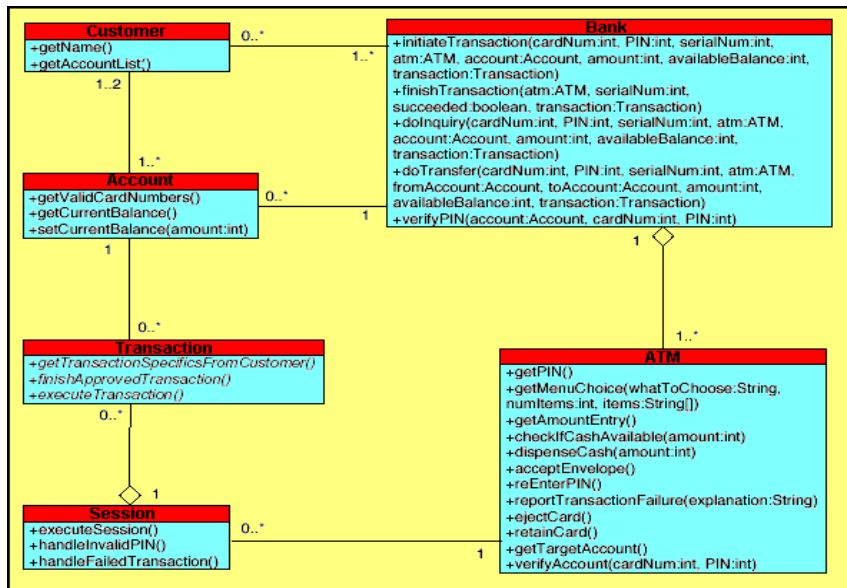 Customer
+getName()
+getAccountList()
0..*
1..*
1..2
1..*
Bank
+initiateTransaction(cardNum:int, PIN:int, serialNum:int,
atm:ATM, account:Account, amount:int, availableBalance:int,
transaction:Transaction)
+finishTransaction(atm:ATM, serialNum:int,
succeeded:boolean, transaction:Transaction)
+doInquiry(cardNum:int, PIN:int, serialNum:int, atm:ATM,
account:Account, amount:int, availableBalance:int,
transaction:Transaction)
+doTransfer(cardNum:int, PIN:int, serialNum:int, atm:ATM,
fromAccount:Account, toAccount:Account, amount:int,
availableBalance:int, transaction:Transaction)
+verifyPIN(account:Account, cardNum:int, PIN:int)
Account
+getValidCardNumbers()
+getCurrentBalance()
+setCurrentBalance(amount:int)
0..*
1
1
0..*
1
1..*
Transaction
+getTransactionSpecificsFromCustomer()
+finishApprovedTransaction()
+executeTransaction()
0..*
1
ATM
+getPIN()
+getMenuChoice(whatToChoose:String,
numItems:int, items:String[])
+getAmountEntry()
+checkIfCashAvailable(amount:int)
+dispenseCash(amount:int)
+acceptEnvelope()
+reEnterPIN()
+reportTransactionFailure(explanation:String)
+ejectCard()
+retainCard()
+getTargetAccount()
+verifyAccount(cardNum:int, PIN:int)
Session
+executeSession()
+handleInvalidPIN()
+handleFailedTransaction()
0..*
1